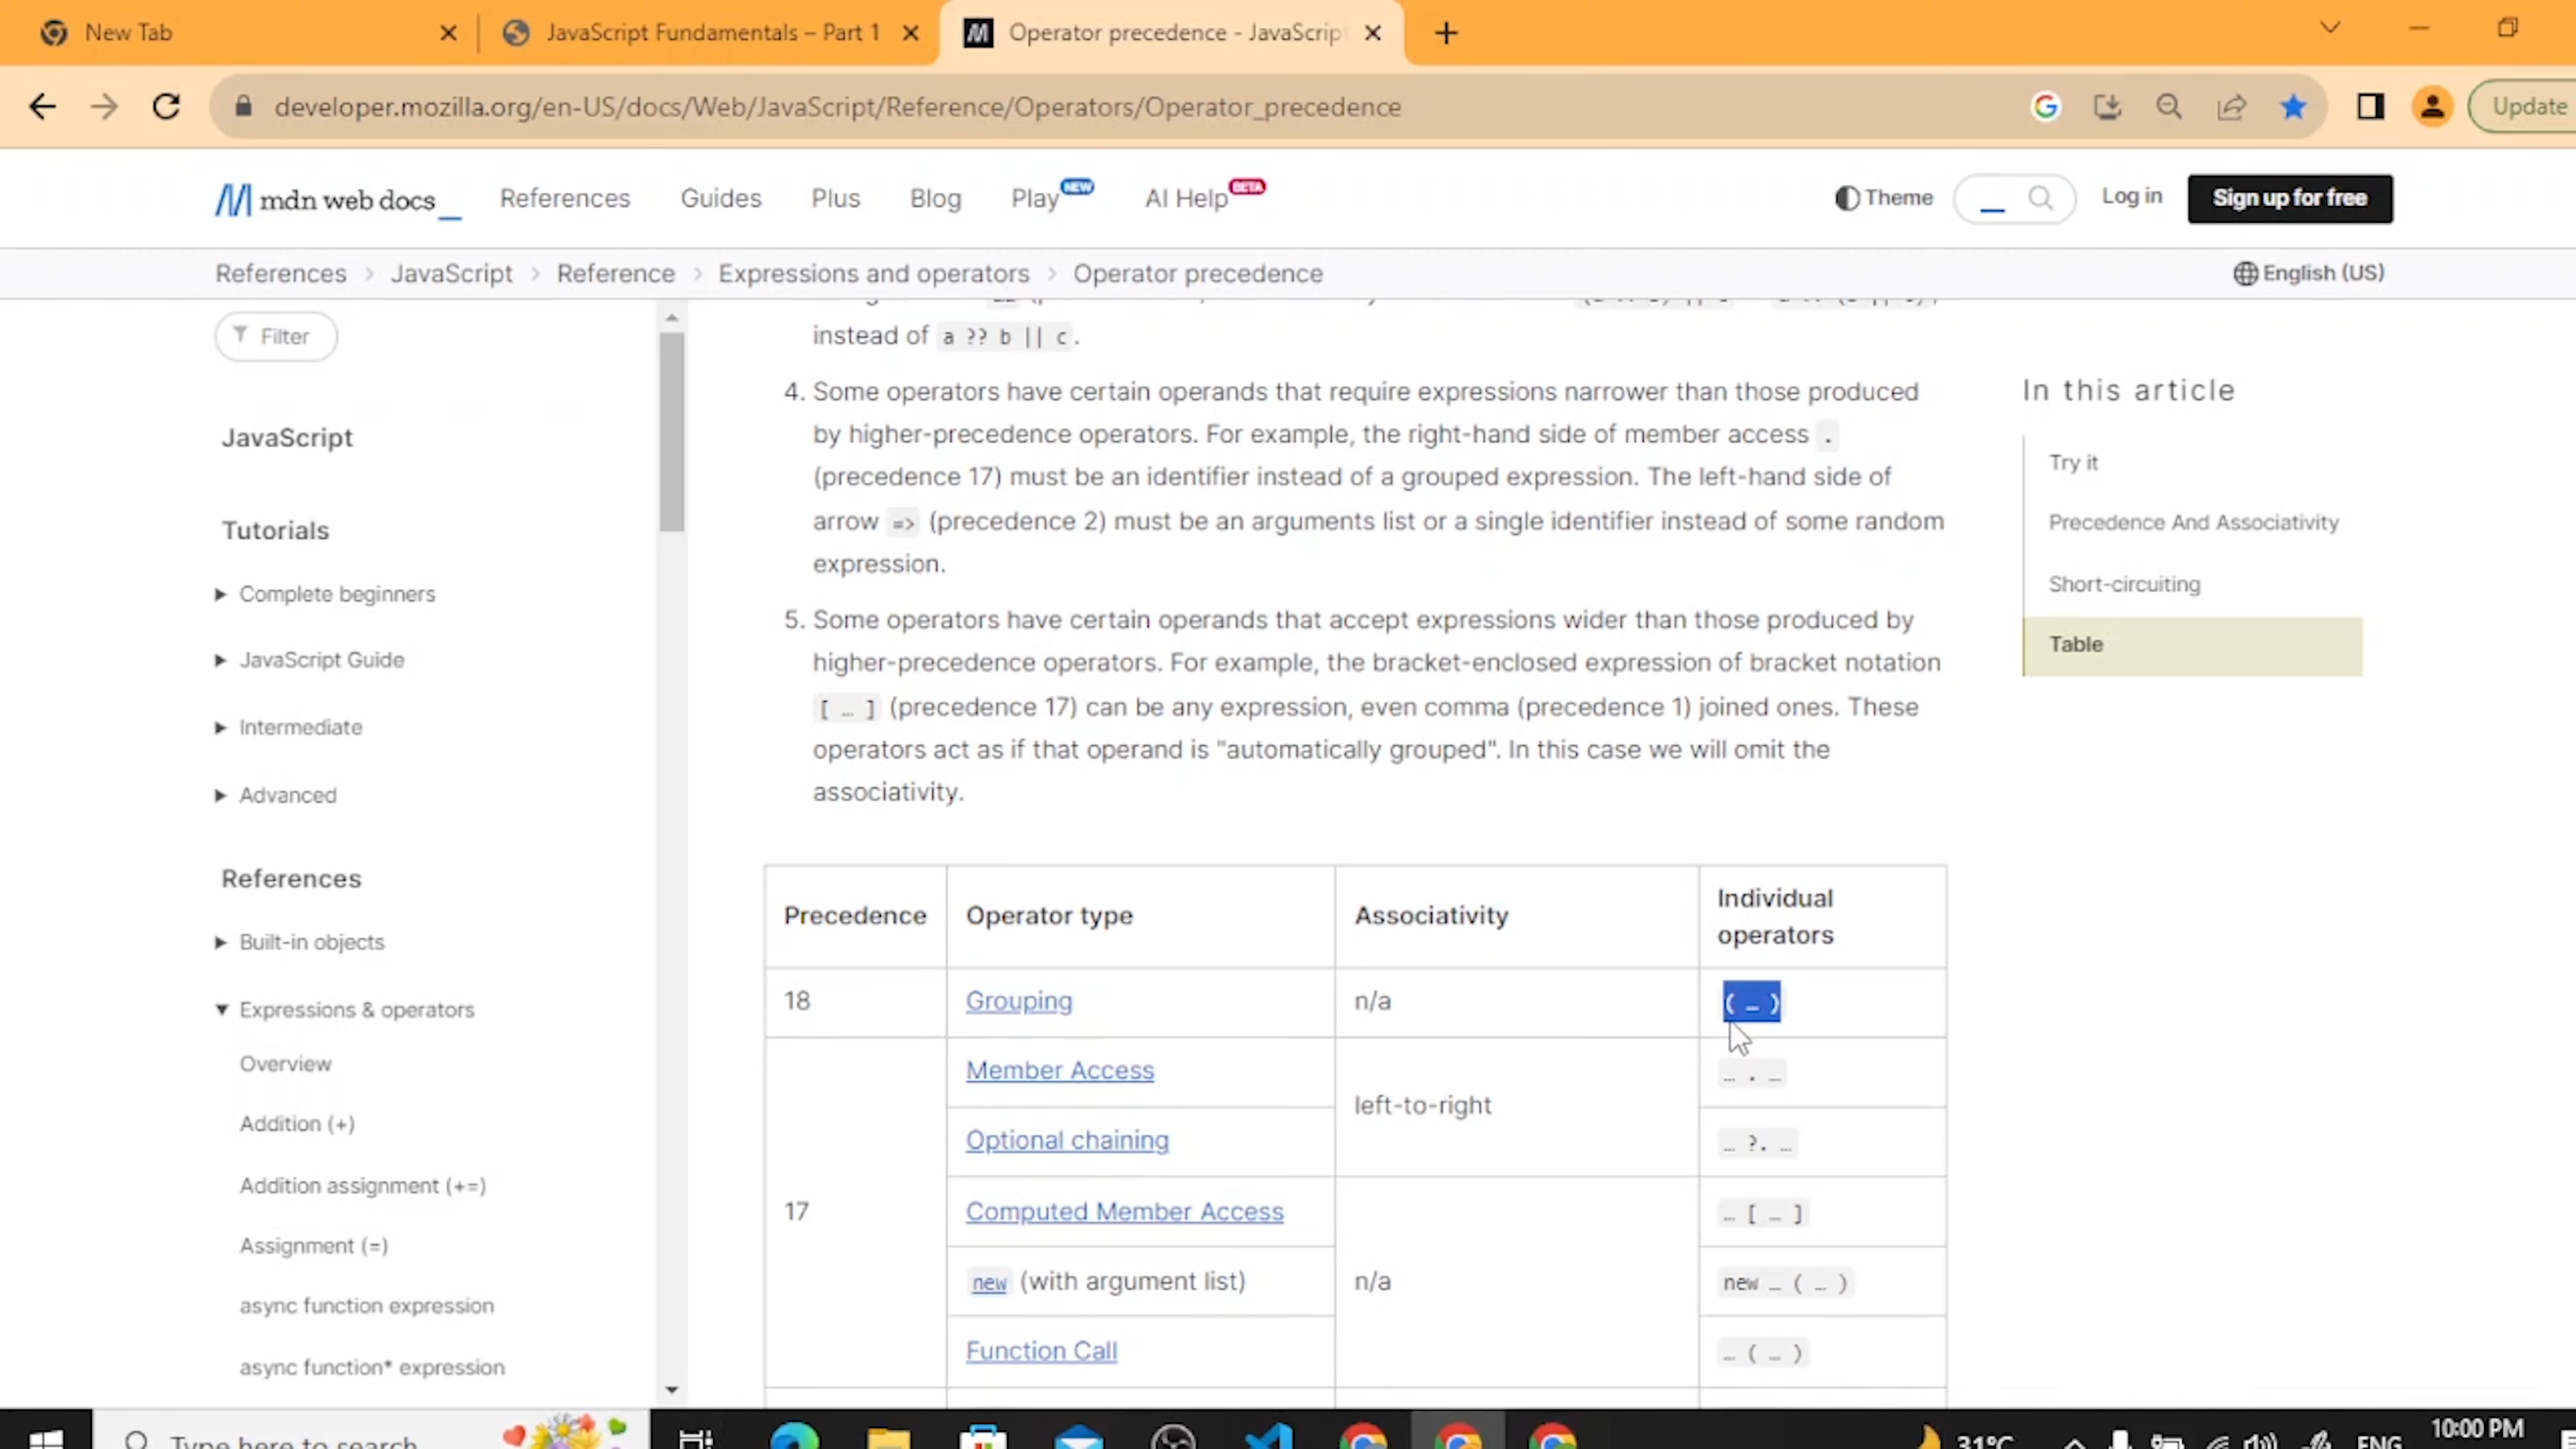 New Tab
JavaScript Fundamentals – Part 1
Operator precedence - JavaScript
developer.mozilla.org/en-US/docs/Web/JavaScript/Reference/Operators/Operator_precedence
Update
mdn web docs_
References
Guides
Plus
Blog
Play NEW
AI Help BETA
Theme
Log in
Sign up for free
References > JavaScript > Reference > Expressions and operators > Operator precedence
English (US)
Filter
JavaScript
Tutorials
Complete beginners
JavaScript Guide
Intermediate
Advanced
References
Built-in objects
Expressions & operators
Overview
Addition (+)
Addition assignment (+=)
Assignment (=)
async function expression
async function* expression
instead of a ?? b || c.
4. Some operators have certain operands that require expressions narrower than those produced
by higher-precedence operators. For example, the right-hand side of member access .
(precedence 17) must be an identifier instead of a grouped expression. The left-hand side of
arrow => (precedence 2) must be an arguments list or a single identifier instead of some random
expression.
5. Some operators have certain operands that accept expressions wider than those produced by
higher-precedence operators. For example, the bracket-enclosed expression of bracket notation
[ … ] (precedence 17) can be any expression, even comma (precedence 1) joined ones. These
operators act as if that operand is "automatically grouped". In this case we will omit the
associativity.
Precedence
Operator type
Associativity
Individual
operators
18
Grouping
n/a
( … )
17
Member Access
left-to-right
… . …
Optional chaining
… ?. …
Computed Member Access
n/a
… [ … ]
new (with argument list)
new … ( … )
Function Call
… ( … )
In this article
Try it
Precedence And Associativity
Short-circuiting
Table
Type here to search
31°C
ENG
10:00 PM